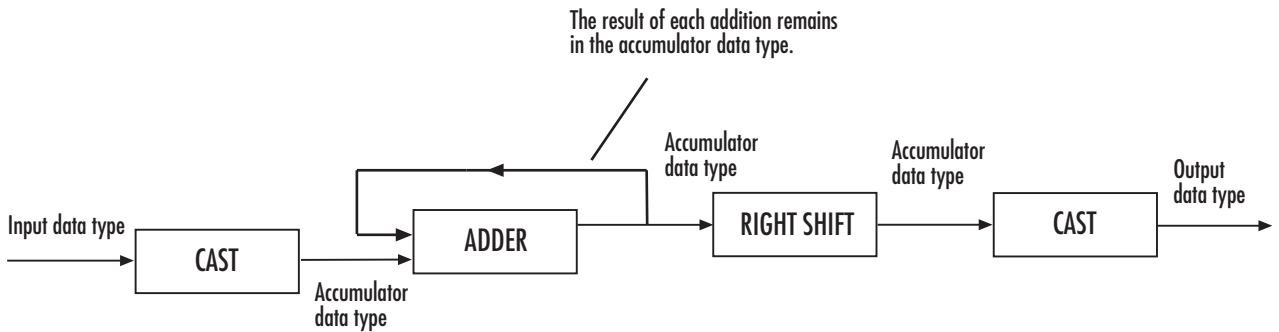 The result of each addition remains
in the accumulator data type.
Accumulator
data type
Accumulator
data type
Output
data type
Input data type
CAST
ADDER
RIGHT SHIFT
CAST
Accumulator
data type